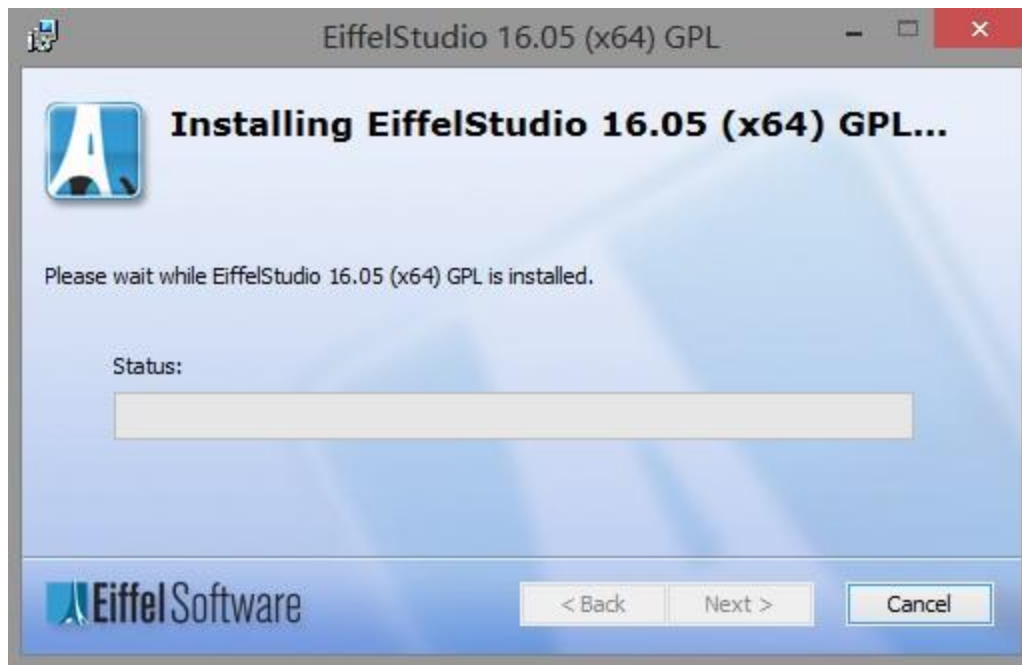 EiffelStudio 16.05 (x64) GPL
Installing EiffelStudio 16.05 (x64) GPL...
Please wait while EiffelStudio 16.05 (x64) GPL is installed.
Status:
Eiffel Software
< Back
Next >
Cancel